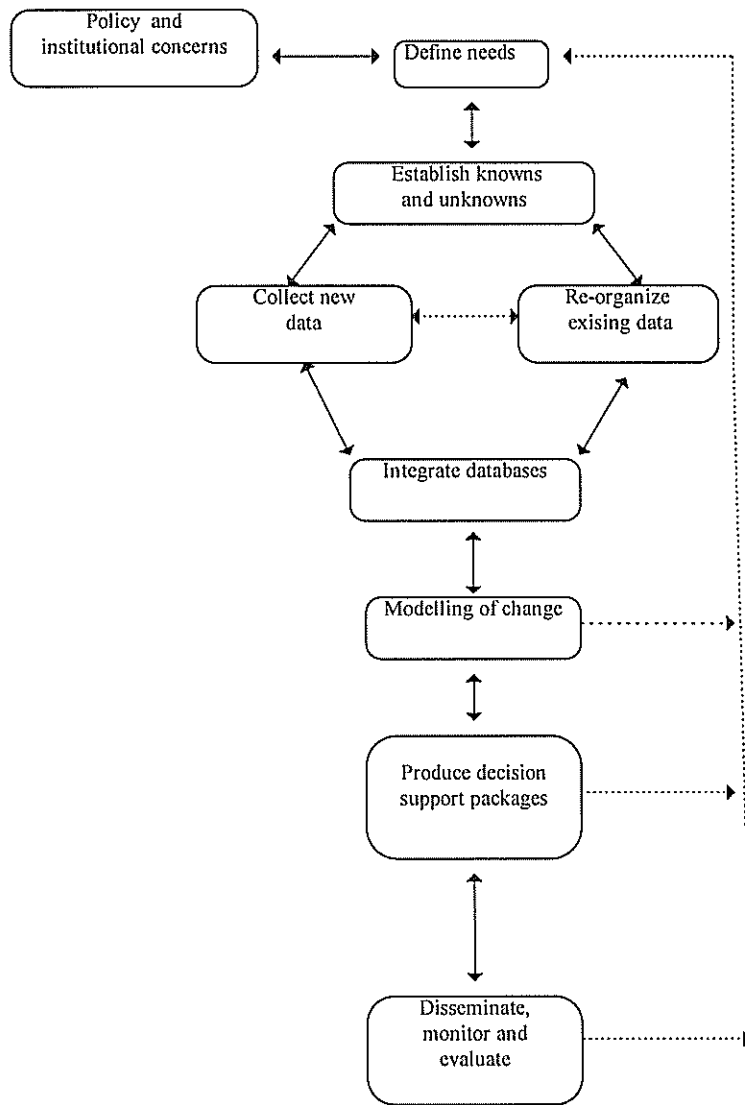 Policy and
institutional concerns
Define needs
Establish knowns
and unknowns
Collect new
data
Re-organize
exising data
Integrate databases
Modelling of change
Produce decision
support packages
Disseminate,
monitor and
evaluate